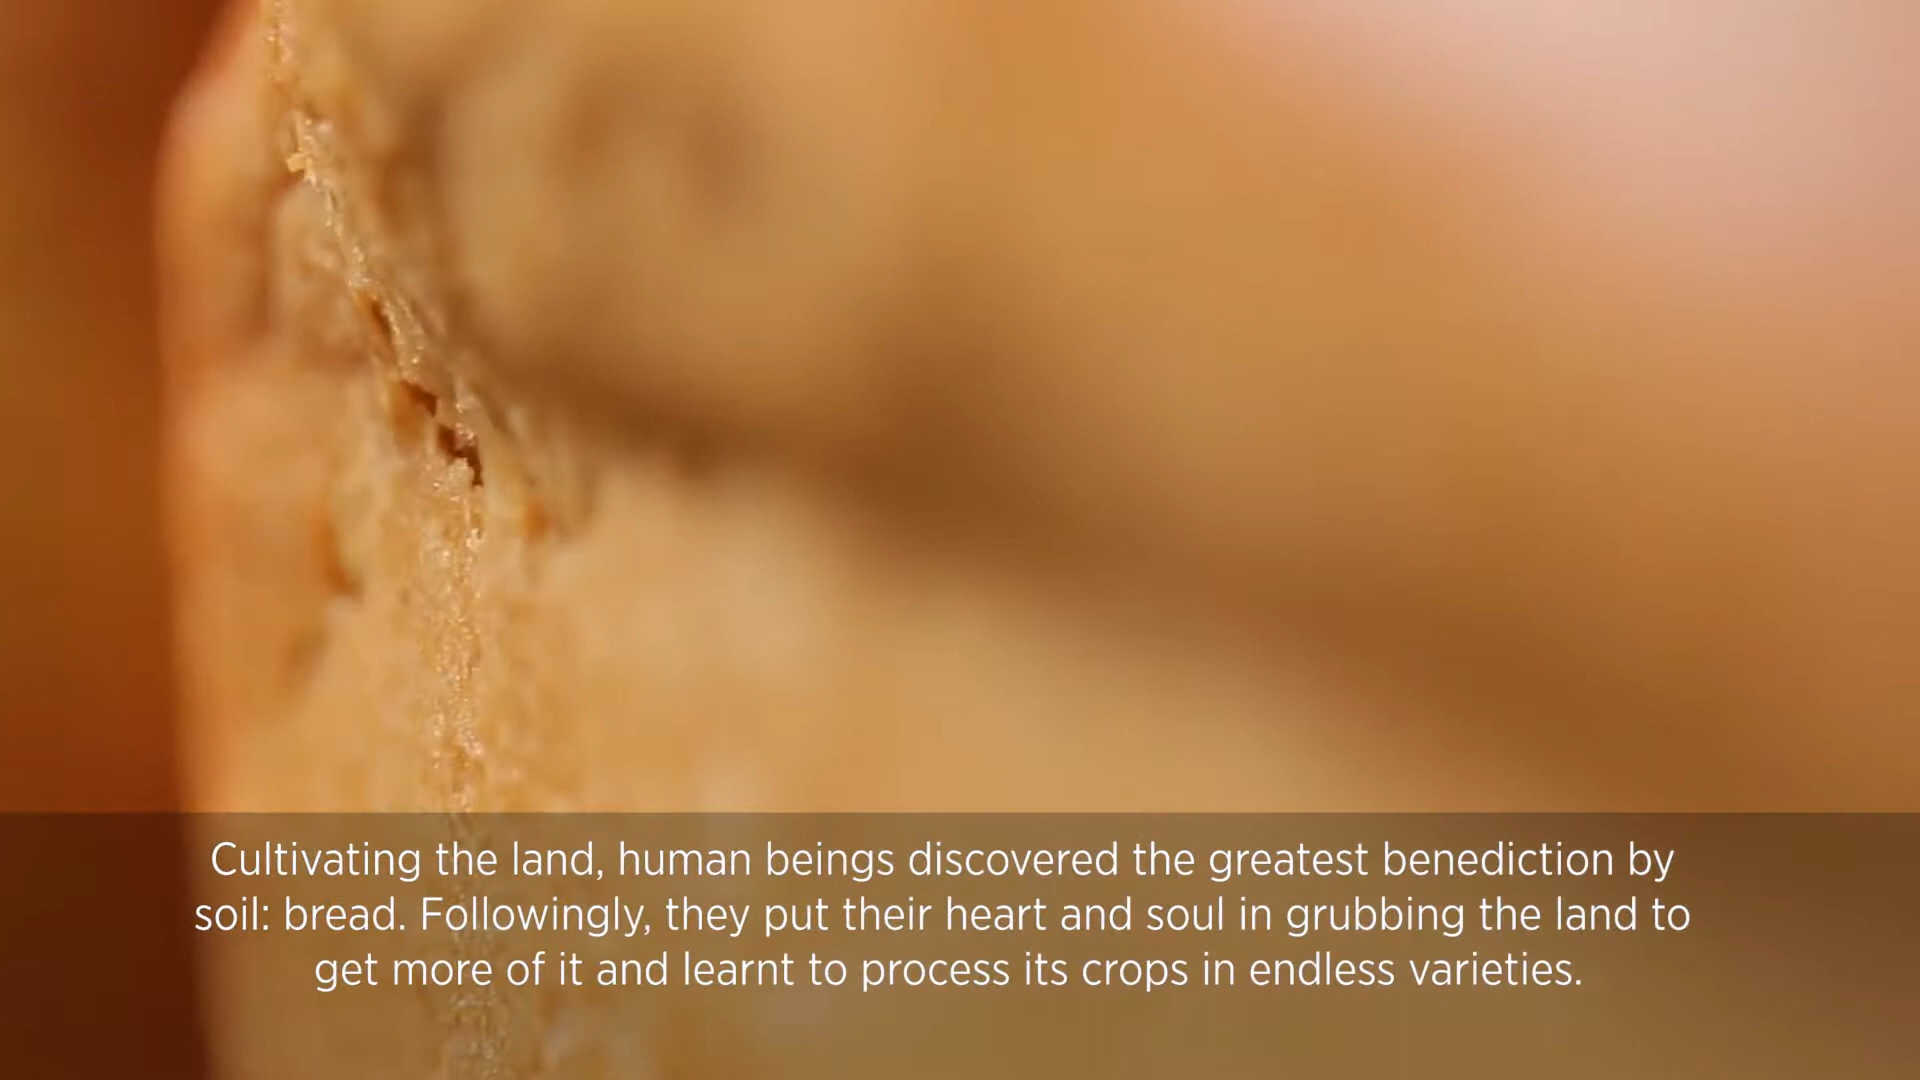 Cultivating the land, human beings discovered the greatest benediction by
soil: bread. Followingly, they put their heart and soul in grubbing the land to
get more of it and learnt to process its crops in endless varieties.